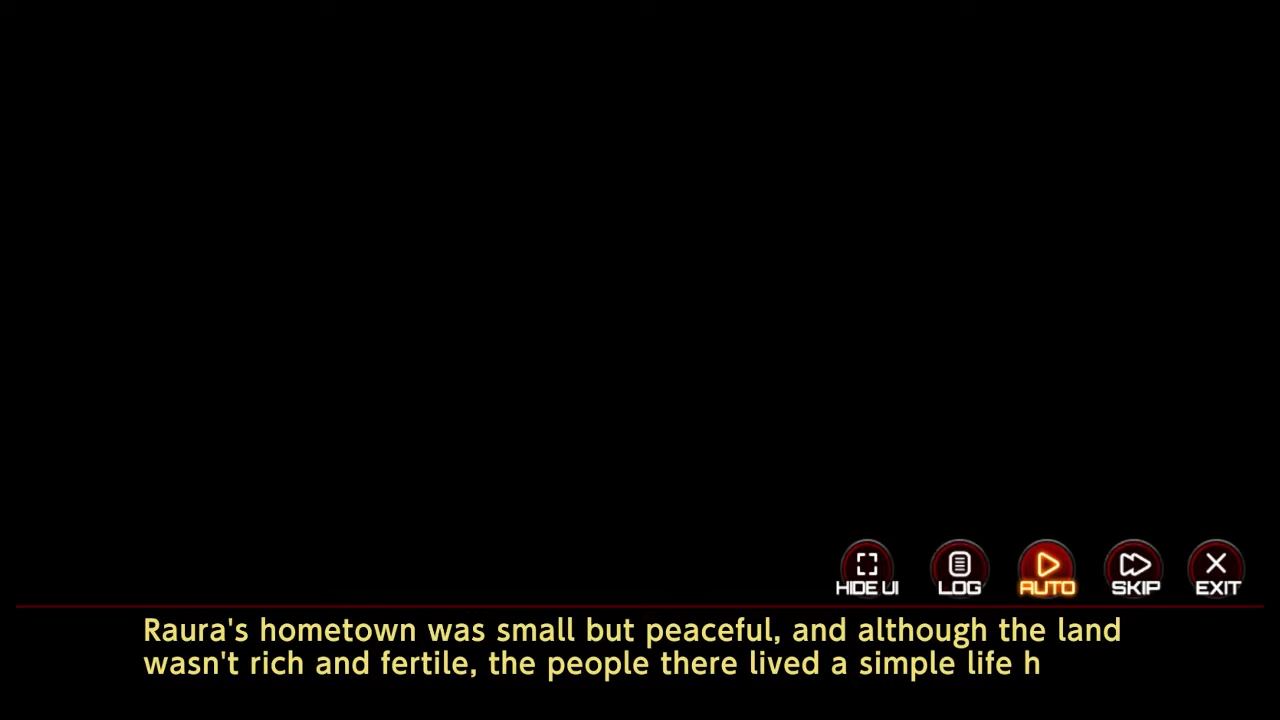 HIDE UI LOG AUTO SKIP EXIT
Raura's hometown was small but peaceful, and although the land
wasn't rich and fertile, the people there lived a simple life h